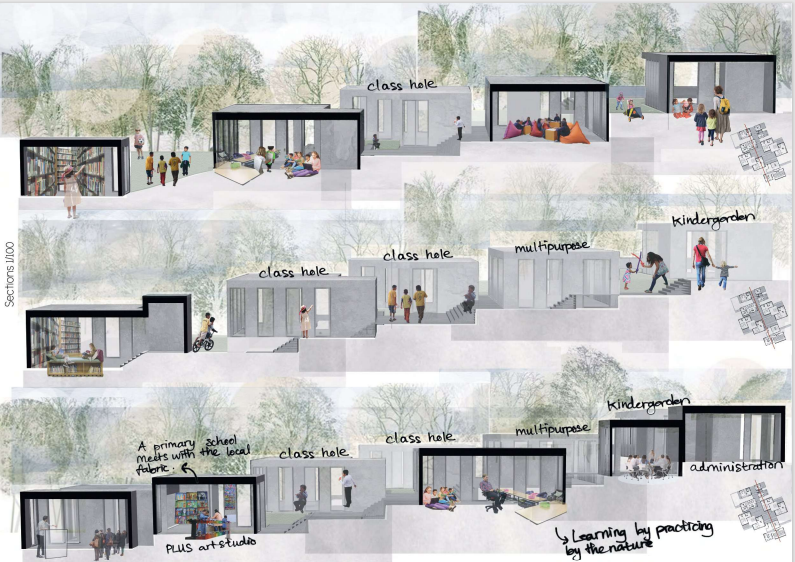 class hole
Sections 1/100
kindergarden
class hole
class hole
multipurpose
kindergarden
A primary school
meets with the local
fabric.
class hole
class hole
multipurpose
administration
PLUS art studio
Learning by practicing
by the nature